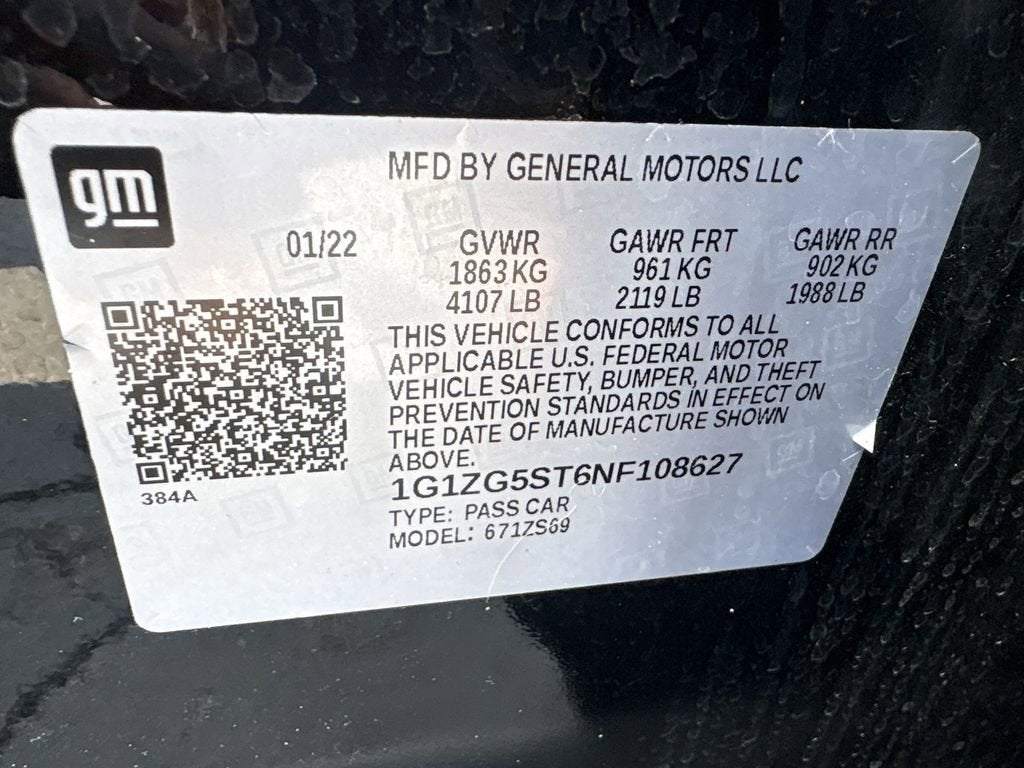 gm
MFD BY GENERAL MOTORS LLC
01/22 GVWR GAWR FRT GAWR RR
1863 KG 961 KG 902 KG
4107 LB 2119 LB 1988 LB
THIS VEHICLE CONFORMS TO ALL
APPLICABLE U.S. FEDERAL MOTOR
VEHICLE SAFETY, BUMPER, AND THEFT
PREVENTION STANDARDS IN EFFECT ON
THE DATE OF MANUFACTURE SHOWN
ABOVE.
1G1ZG5ST6NF108627
384A
TYPE: PASS CAR
MODEL: 671ZS69